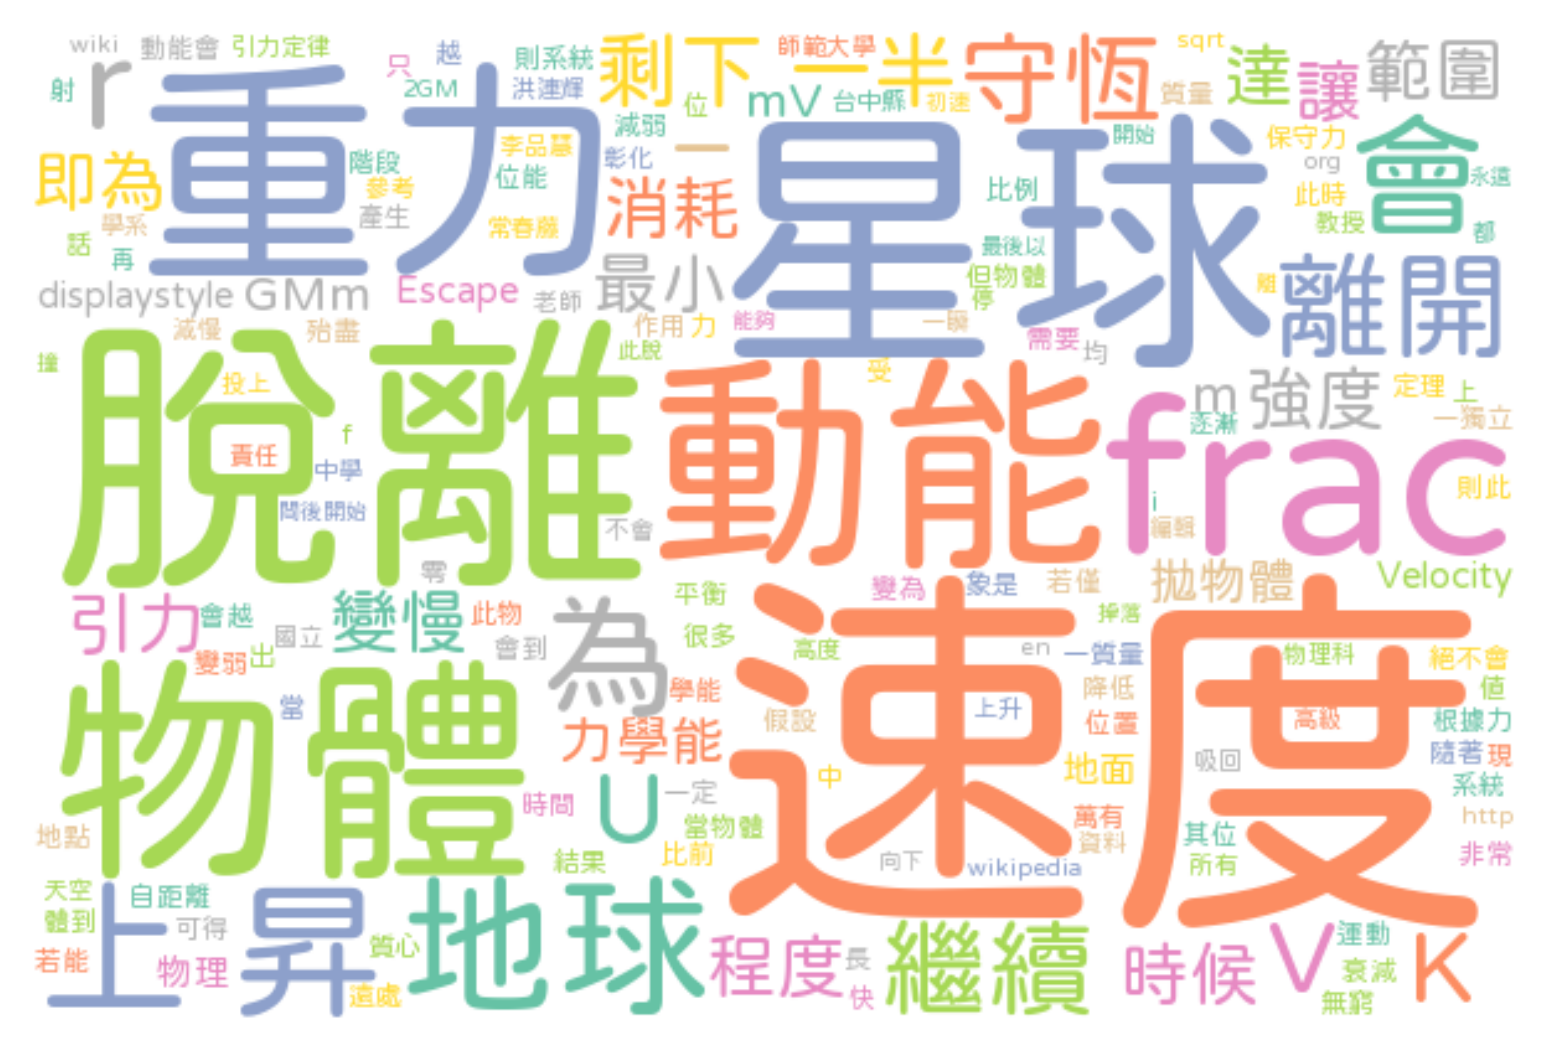 wiki 動能會 引力定律 越 只 則系統 剩下 一半 師範大學 守恆 sqrt 達 讓 範圍
射 r 重力 2GM 洪連輝 位 mV 台中縣 初速 質量
減弱 李品慧 彰化 一 星球 開始 保守力 會
即為 階段 位能 參考 消耗 比例 org 此時 永遠
學系 產生 常春藤 教授 都
話 再 最後以
displaystyle GMm Escape 老師 最小 但物體 停 離 離開
減慢 殆盡 作用 力 能夠 一瞬 需要 均
撞 脫離 此脫 動能 受 m 強度 定理 上
投上 f 逐漸 一獨立
責任 中學 frac 則此
闆後開始 不會 i 編輯
零 平衡 變為 象是 若僅 拋物體 Velocity
引力 會越 國立 變慢 此物 會到 為 很多 速度 掉落
變弱 出 高度 en 一質量 物理科 絕不會
物體 當 學能 假設 上升 降低 值
力學能 位置 高級 根據力
地面 吸回 隨著 現
時間 U 一定 中 系統
地點 當物體 萬有 其位 http
結果 比前 向下 資料 所有 非常
天空 自距離 wikipedia
體到 上昇 可得 質心 地球 程度 長 繼續 時候 V 運動 K
若能 物理 遠處 快 衰減
無窮